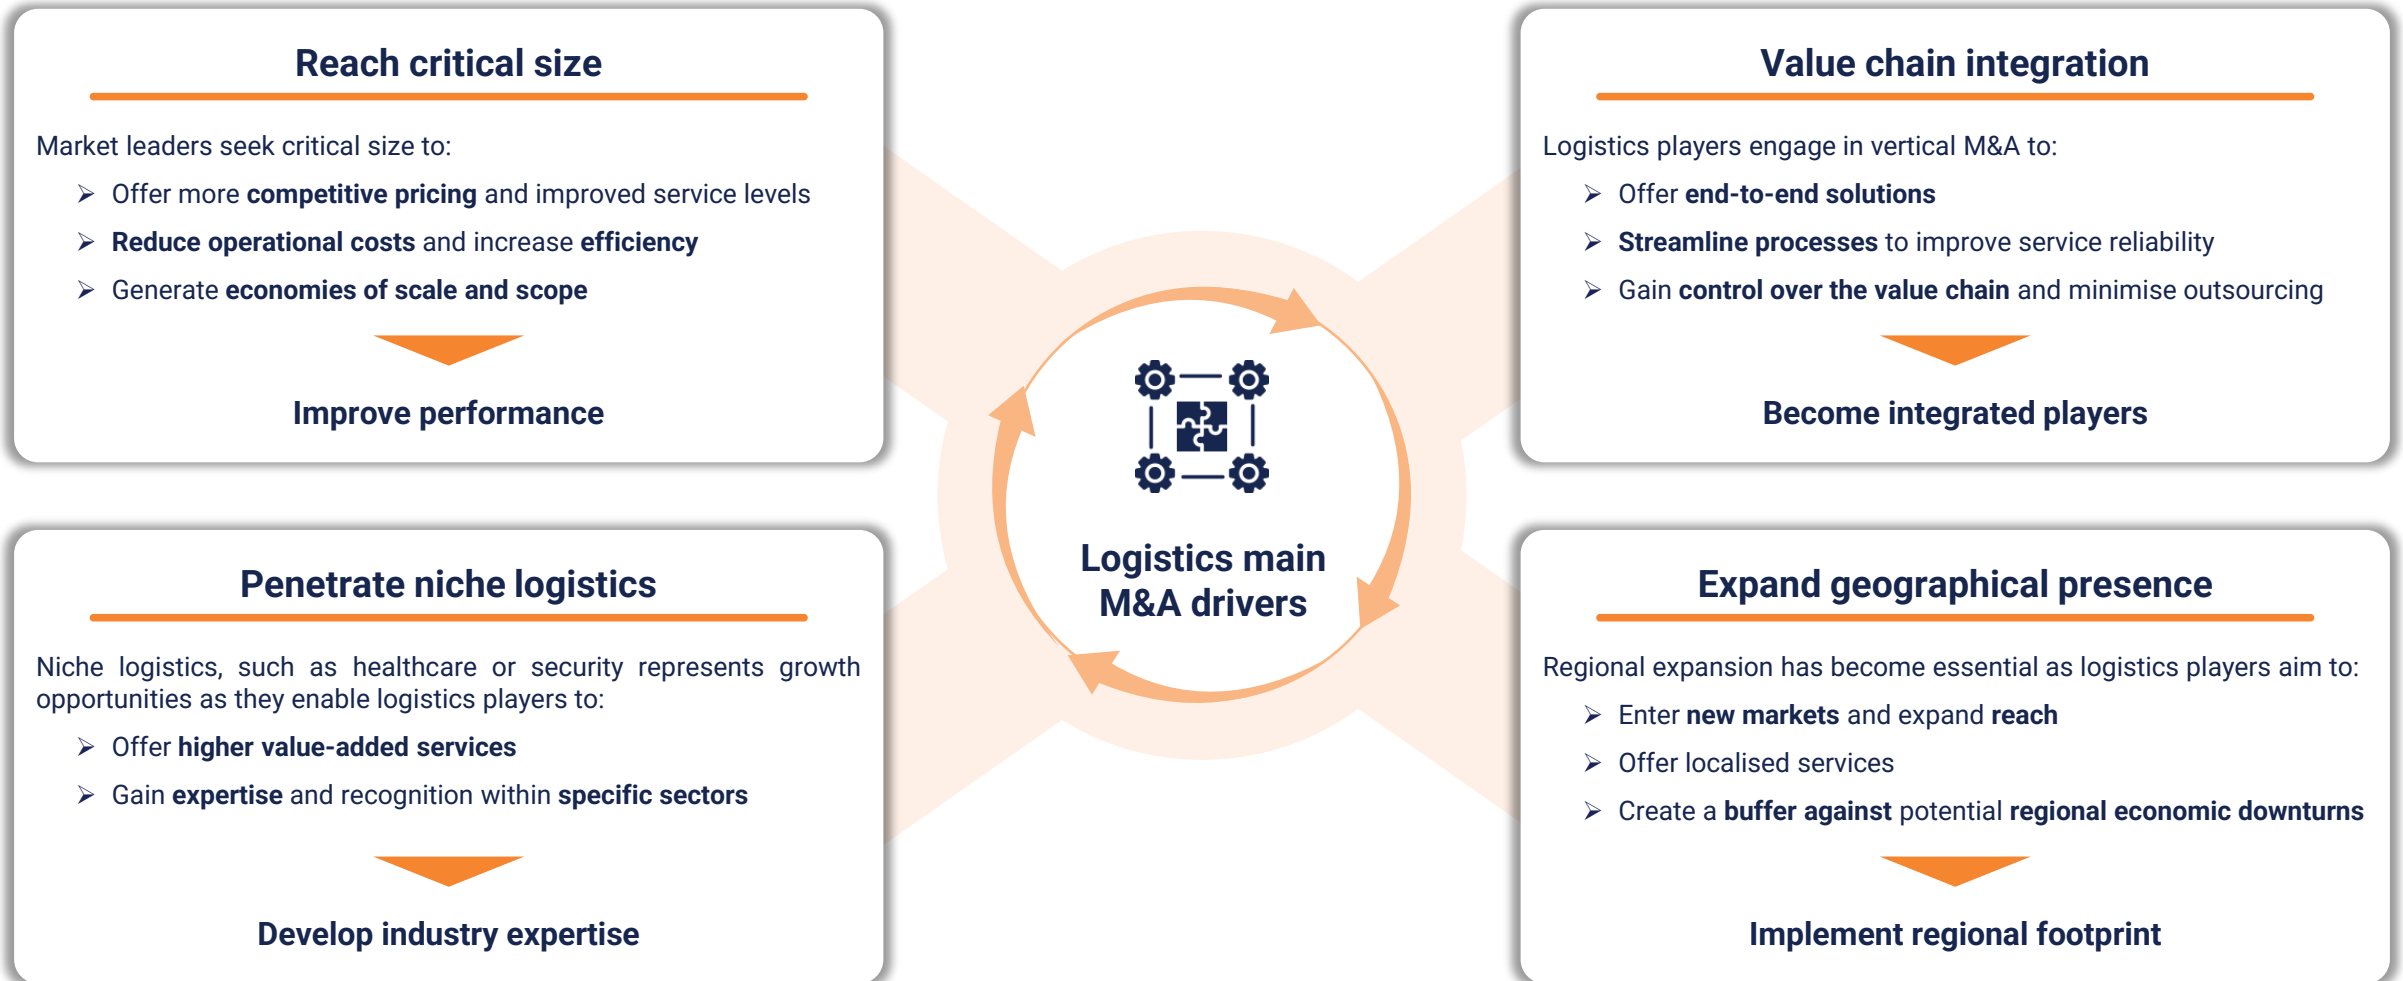 Reach critical size
Market leaders seek critical size to:
➢ Offer more competitive pricing and improved service levels
➢ Reduce operational costs and increase efficiency
➢ Generate economies of scale and scope
Improve performance
Value chain integration
Logistics players engage in vertical M&A to:
➢ Offer end-to-end solutions
➢ Streamline processes to improve service reliability
➢ Gain control over the value chain and minimise outsourcing
Become integrated players
Logistics main
M&A drivers
Penetrate niche logistics
Niche logistics, such as healthcare or security represents growth
opportunities as they enable logistics players to:
➢ Offer higher value-added services
➢ Gain expertise and recognition within specific sectors
Develop industry expertise
Expand geographical presence
Regional expansion has become essential as logistics players aim to:
➢ Enter new markets and expand reach
➢ Offer localised services
➢ Create a buffer against potential regional economic downturns
Implement regional footprint